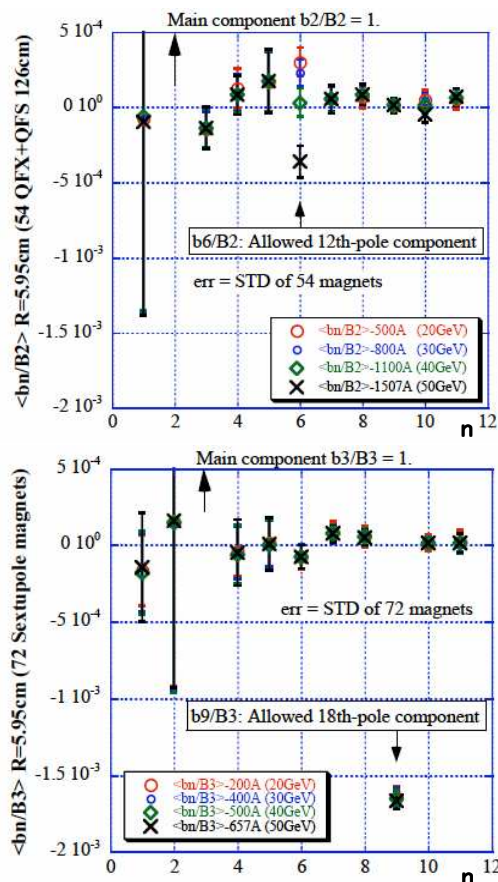 Main component b2/B2 = 1.
<bn/B2> R=5.95cm (54 QFX+QFS 126cm)
5 10⁻⁴
0 10⁰
-5 10⁻⁴
-1 10⁻³
-1.5 10⁻³
-2 10⁻³
b6/B2: Allowed 12th-pole component
err = STD of 54 magnets
<bn/B2>-500A (20GeV)
<bn/B2>-800A (30GeV)
<bn/B2>-1100A (40GeV)
<bn/B2>-1507A (50GeV)
0 2 4 6 8 10 12
n
Main component b3/B3 = 1.
<bn/B3> R=5.95cm (72 Sextupole magnets)
5 10⁻⁴
0 10⁰
-5 10⁻⁴
-1 10⁻³
-1.5 10⁻³
-2 10⁻³
err = STD of 72 magnets
b9/B3: Allowed 18th-pole component
<bn/B3>-200A (20GeV)
<bn/B3>-400A (30GeV)
<bn/B3>-500A (40GeV)
<bn/B3>-657A (50GeV)
0 2 4 6 8 10 12
n